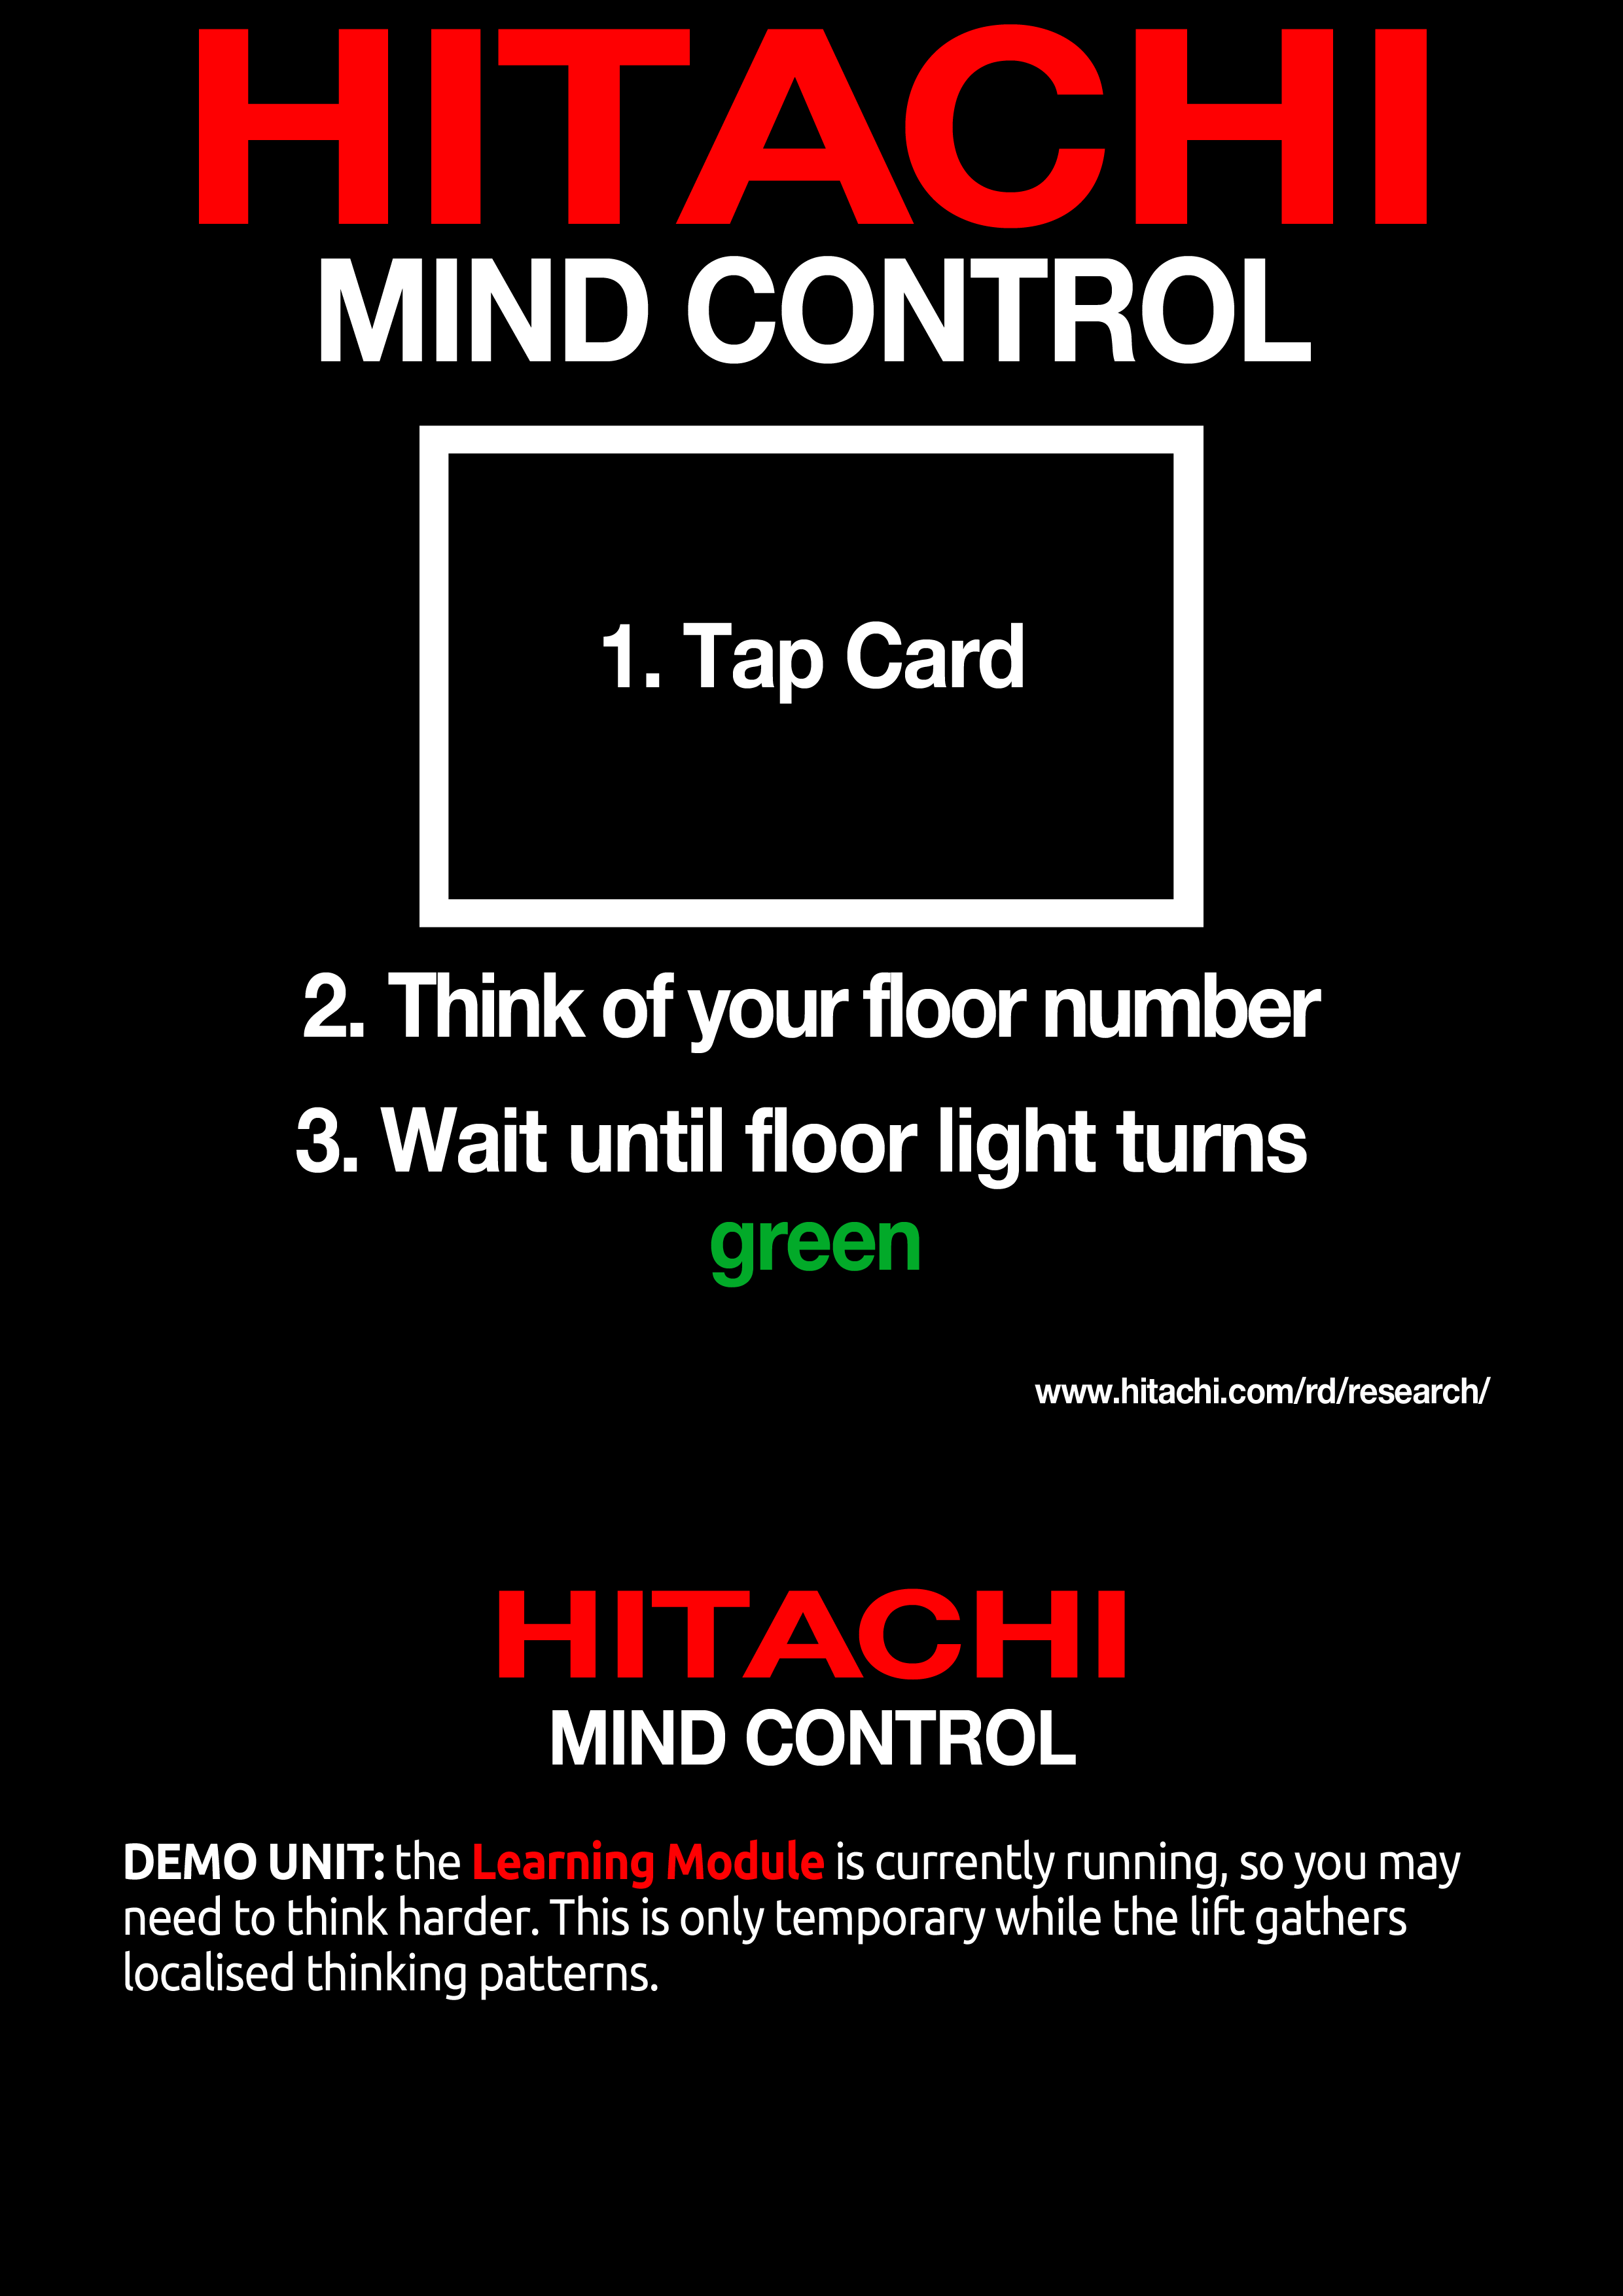 HITACHI
MIND CONTROL
1. Tap Card
2. Think of your floor number
3. Wait until floor light turns
green
www.hitachi.com/rd/research/
HITACHI
MIND CONTROL
DEMO UNIT: the Learning Module is currently running, so you may
need to think harder. This is only temporary while the lift gathers
localised thinking patterns.